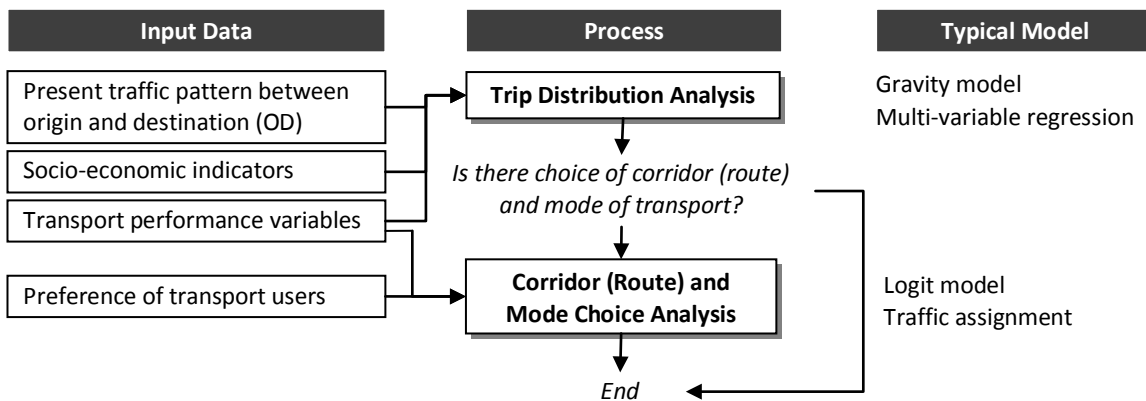 Input Data
Process
Typical Model
Present traffic pattern between
origin and destination (OD)
Socio-economic indicators
Transport performance variables
Preference of transport users
Trip Distribution Analysis
Is there choice of corridor (route)
and mode of transport?
Corridor (Route) and
Mode Choice Analysis
End
Gravity model
Multi-variable regression
Logit model
Traffic assignment